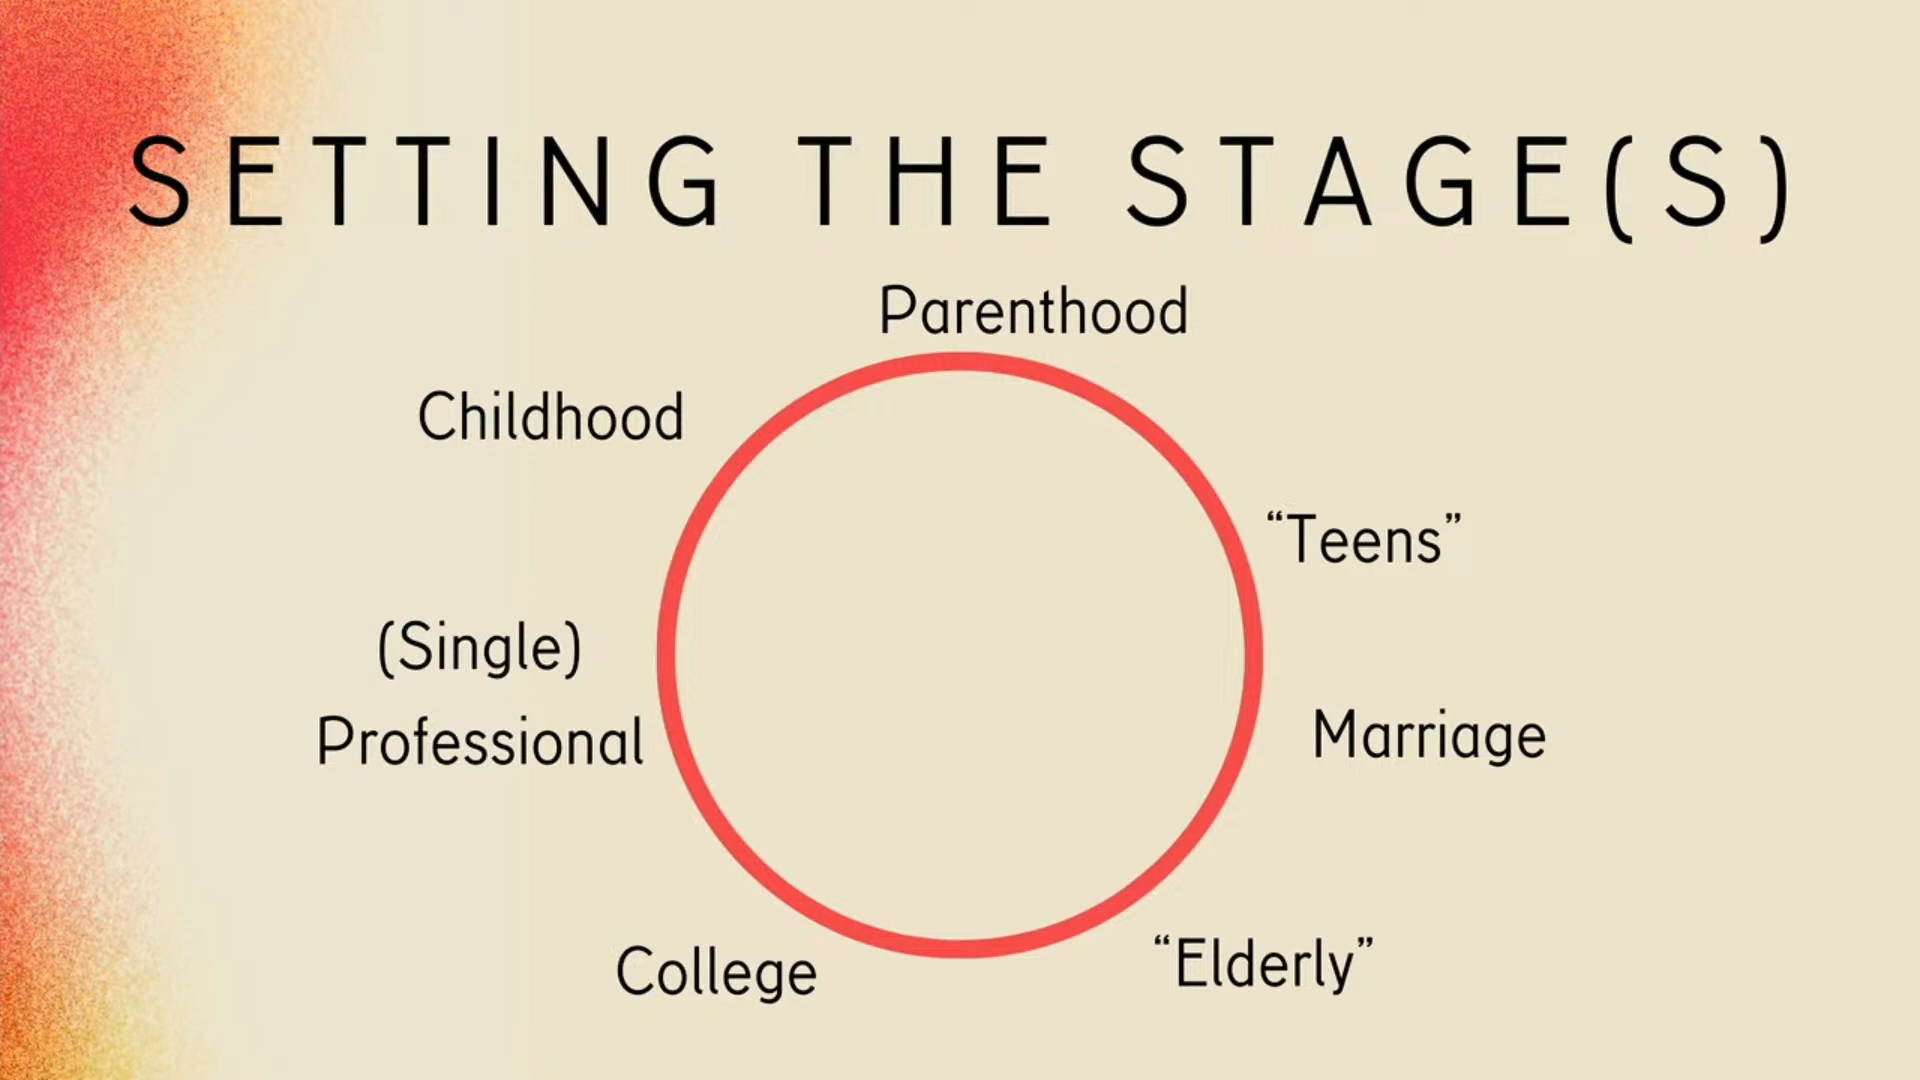 SETTING THE STAGE(S)
Parenthood
Childhood
“Teens”
(Single)
Professional
Marriage
College
“Elderly”